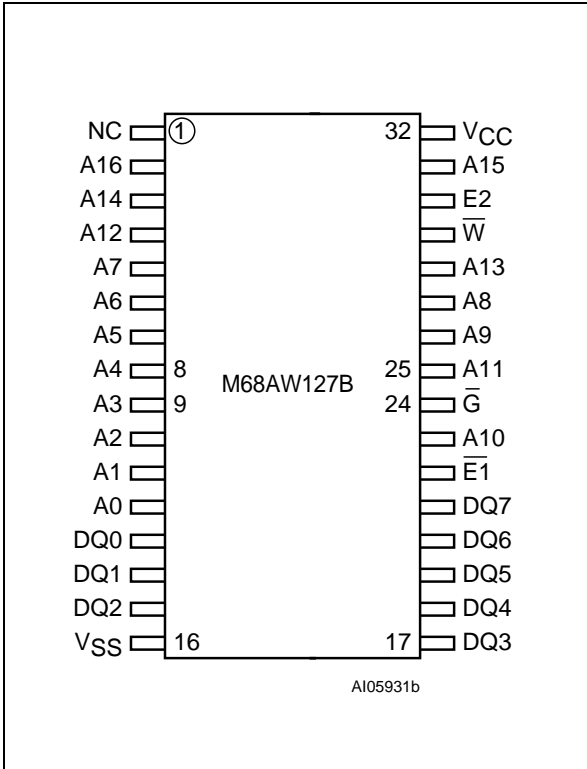 NC 1 32 VCC
A16 A15
A14 E2
A12 W̅
A7 A13
A6 A8
A5 A9
A4 8 25 A11
M68AW127B
A3 9 24 G̅
A2 A10
A1 E̅1̅
A0 DQ7
DQ0 DQ6
DQ1 DQ5
DQ2 DQ4
VSS 16 17 DQ3
AI05931b